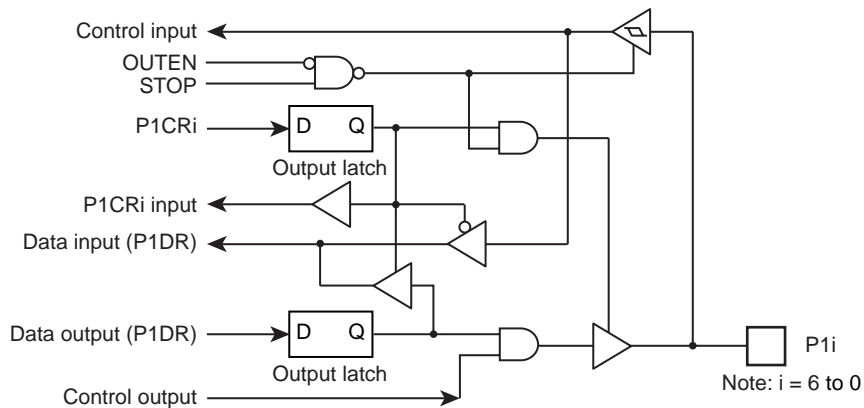 Control input
OUTEN
STOP
P1CRi
D Q
Output latch
P1CRi input
Data input (P1DR)
Data output (P1DR)
D Q
Output latch
Control output
P1i
Note: i = 6 to 0